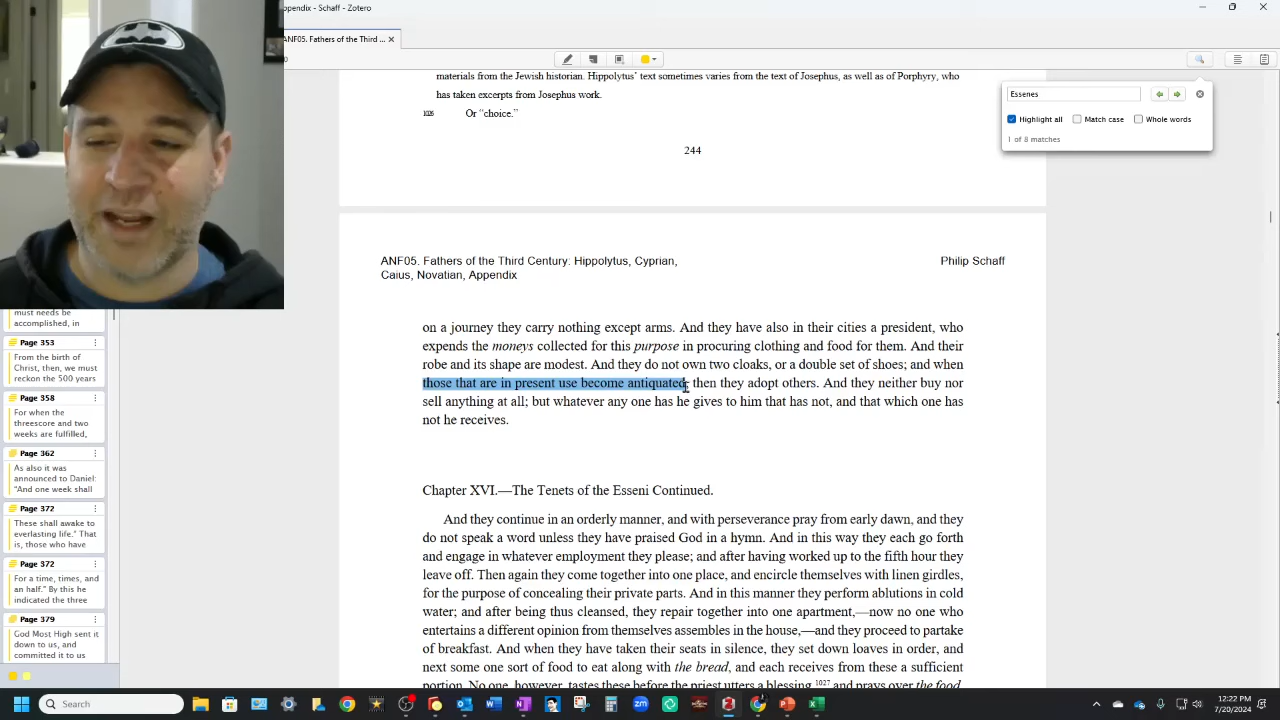 ppendix - Schaff - Zotero
ANF05. Fathers of the Third ...
materials from the Jewish historian. Hippolytus' text sometimes varies from the text of Josephus, as well as of Porphyry, who
has taken excerpts from Josephus work.
1026 Or “choice.”
244
Essenes
Highlight all
Match case
Whole words
1 of 8 matches
ANF05. Fathers of the Third Century: Hippolytus, Cyprian,
Caius, Novatian, Appendix
Philip Schaff
on a journey they carry nothing except arms. And they have also in their cities a president, who
expends the moneys collected for this purpose in procuring clothing and food for them. And their
robe and its shape are modest. And they do not own two cloaks, or a double set of shoes; and when
those that are in present use become antiquated, then they adopt others. And they neither buy nor
sell anything at all; but whatever any one has he gives to him that has not, and that which one has
not he receives.
Chapter XVI.—The Tenets of the Esseni Continued.
And they continue in an orderly manner, and with perseverance pray from early dawn, and they
do not speak a word unless they have praised God in a hymn. And in this way they each go forth
and engage in whatever employment they please; and after having worked up to the fifth hour they
leave off. Then again they come together into one place, and encircle themselves with linen girdles,
for the purpose of concealing their private parts. And in this manner they perform ablutions in cold
water; and after being thus cleansed, they repair together into one apartment,—now no one who
entertains a different opinion from themselves assembles in the house,—and they proceed to partake
of breakfast. And when they have taken their seats in silence, they set down loaves in order, and
next some one sort of food to eat along with the bread, and each receives from these a sufficient
portion. No one, however, tastes these before the priest utters a blessing, 1027 and prays over the food.
must needs be
accomplished, in
Page 353
From the birth of
Christ, then, we must
reckon the 500 years
Page 358
For when the
threescore and two
weeks are fulfilled,
Page 362
As also it was
announced to Daniel:
“And one week shall
Page 372
These shall awake to
everlasting life.” That
is, those who have
Page 372
For a time, times, and
an half.” By this he
indicated the three
Page 379
God Most High sent it
down to us, and
committed it to us
Search
12:22 PM
7/20/2024